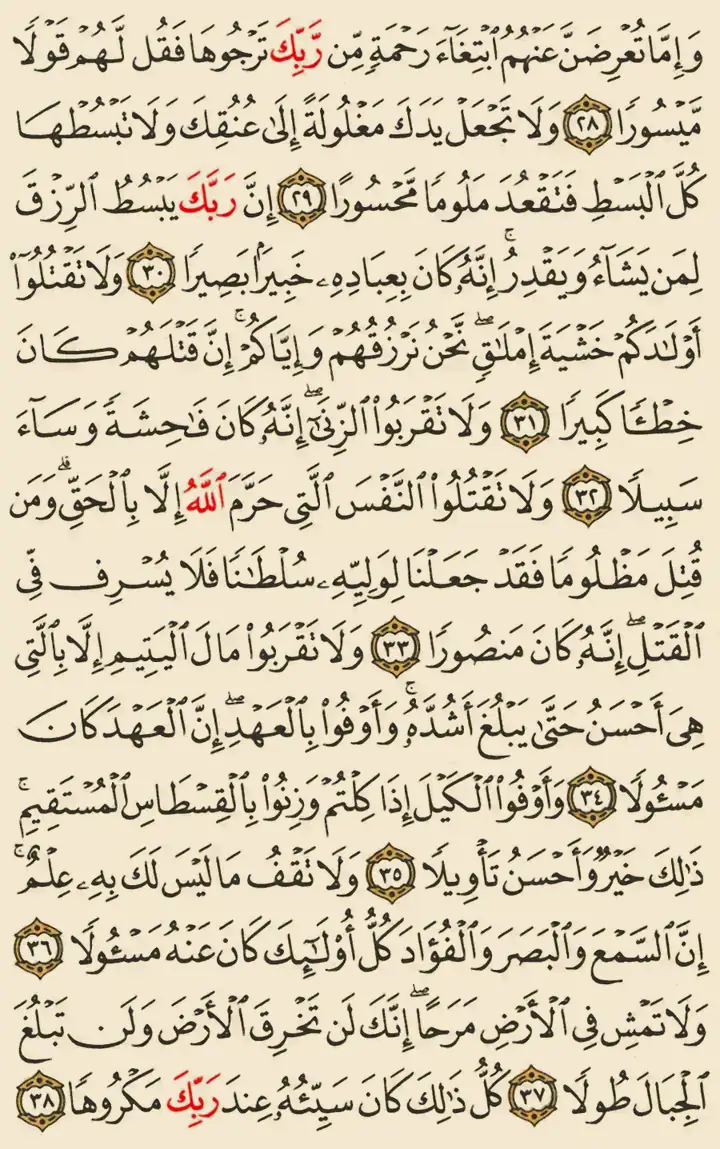 وَإِمَّا تُعْرِضَنَّ عَنْهُمُ ٱبْتِغَآءَ رَحْمَةٍ مِّن رَّبِّكَ تَرْجُوهَا فَقُل لَّهُمْ قَوْلًا
مَّيْسُورًا ٢٨ وَلَا تَجْعَلْ يَدَكَ مَغْلُولَةً إِلَىٰ عُنُقِكَ وَلَا تَبْسُطْهَا
كُلَّ ٱلْبَسْطِ فَتَقْعُدَ مَلُومًا مَّحْسُورًا ٢٩ إِنَّ رَبَّكَ يَبْسُطُ ٱلرِّزْقَ
لِمَن يَشَآءُ وَيَقْدِرُ ۚ إِنَّهُۥ كَانَ بِعِبَادِهِۦ خَبِيرًۢا بَصِيرًا ٣٠ وَلَا تَقْتُلُوٓا۟
أَوْلَـٰدَكُمْ خَشْيَةَ إِمْلَـٰقٍ ۖ نَّحْنُ نَرْزُقُهُمْ وَإِيَّاكُمْ ۚ إِنَّ قَتْلَهُمْ كَانَ
خِطْـًٔا كَبِيرًا ٣١ وَلَا تَقْرَبُوا۟ ٱلزِّنَىٰٓ ۖ إِنَّهُۥ كَانَ فَـٰحِشَةً وَسَآءَ
سَبِيلًا ٣٢ وَلَا تَقْتُلُوا۟ ٱلنَّفْسَ ٱلَّتِى حَرَّمَ ٱللَّهُ إِلَّا بِٱلْحَقِّ ۗ وَمَن
قُتِلَ مَظْلُومًا فَقَدْ جَعَلْنَا لِوَلِيِّهِۦ سُلْطَـٰنًا فَلَا يُسْرِف فِّى
ٱلْقَتْلِ ۖ إِنَّهُۥ كَانَ مَنصُورًا ٣٣ وَلَا تَقْرَبُوا۟ مَالَ ٱلْيَتِيمِ إِلَّا بِٱلَّتِى
هِىَ أَحْسَنُ حَتَّىٰ يَبْلُغَ أَشُدَّهُۥ ۚ وَأَوْفُوا۟ بِٱلْعَهْدِ ۖ إِنَّ ٱلْعَهْدَ كَانَ
مَسْـُٔولًا ٣٤ وَأَوْفُوا۟ ٱلْكَيْلَ إِذَا كِلْتُمْ وَزِنُوا۟ بِٱلْقِسْطَاسِ ٱلْمُسْتَقِيمِ ۚ
ذَٰلِكَ خَيْرٌ وَأَحْسَنُ تَأْوِيلًا ٣٥ وَلَا تَقْفُ مَا لَيْسَ لَكَ بِهِۦ عِلْمٌ ۚ
إِنَّ ٱلسَّمْعَ وَٱلْبَصَرَ وَٱلْفُؤَادَ كُلُّ أُو۟لَـٰٓئِكَ كَانَ عَنْهُ مَسْـُٔولًا ٣٦
وَلَا تَمْشِ فِى ٱلْأَرْضِ مَرَحًا ۖ إِنَّكَ لَن تَخْرِقَ ٱلْأَرْضَ وَلَن تَبْلُغَ
ٱلْجِبَالَ طُولًا ٣٧ كُلُّ ذَٰلِكَ كَانَ سَيِّئُهُۥ عِندَ رَبِّكَ مَكْرُوهًا ٣٨